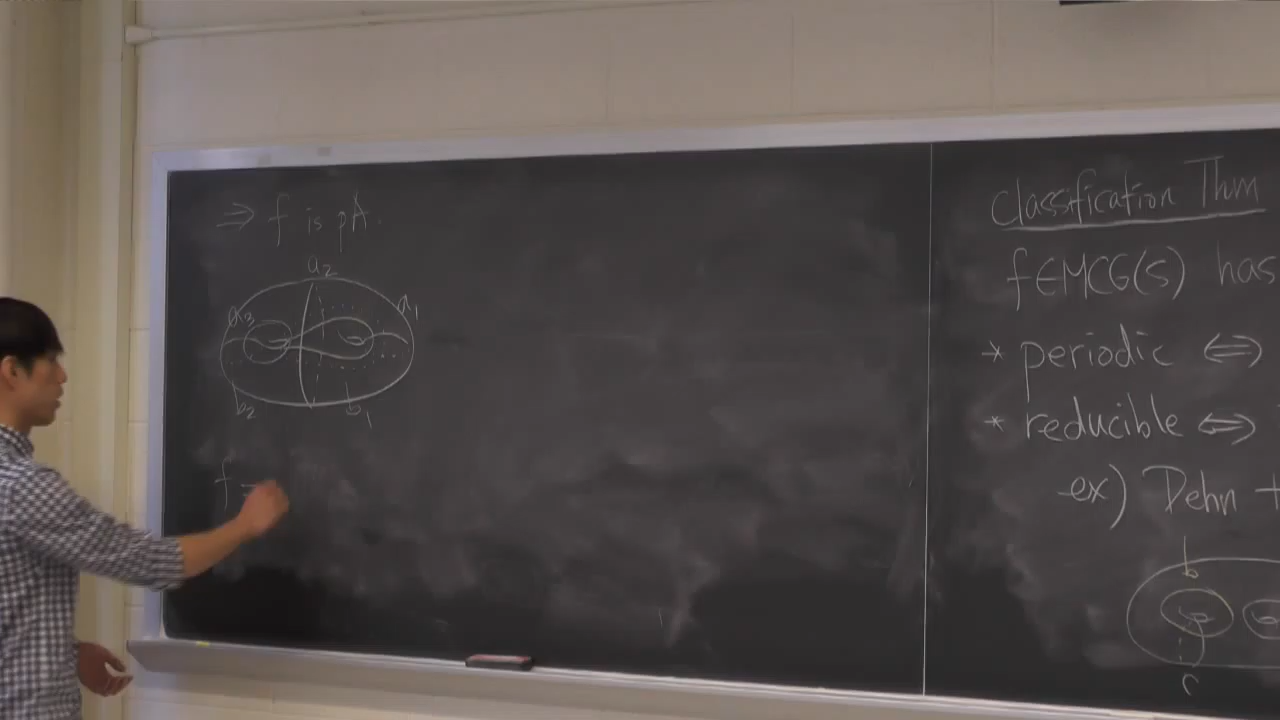 ⇒ f is pA.
a₂
a₃ a₁
b₂ b₁
f =
Classification Thm
f∈MCG(S) has
* periodic ⇔
* reducible ⇔
ex) Dehn t
b
c